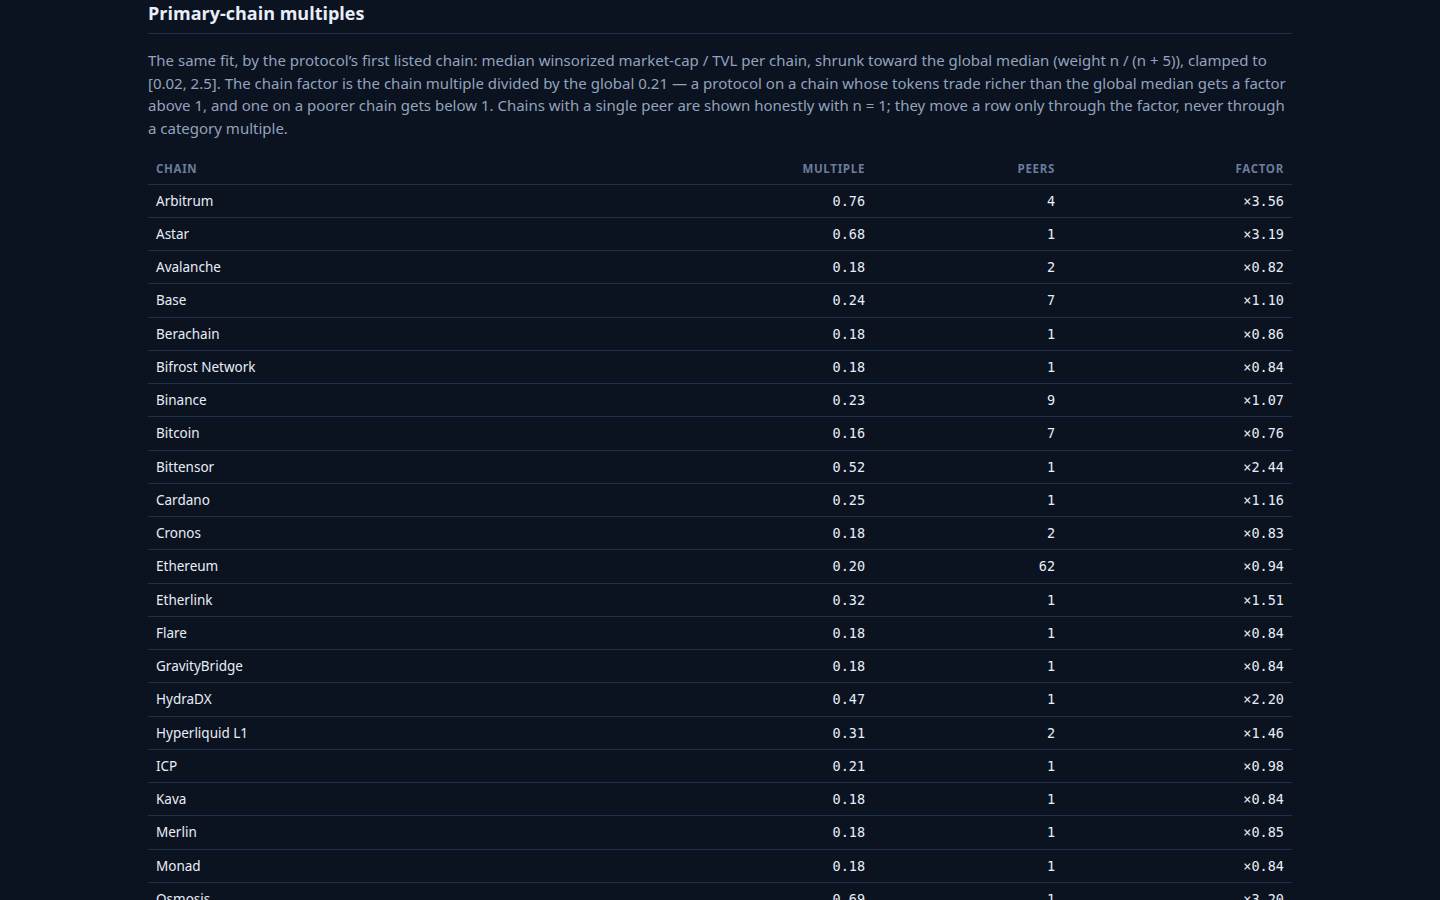 Primary-chain multiples
The same fit, by the protocol’s first listed chain: median winsorized market-cap / TVL per chain, shrunk toward the global median (weight n / (n + 5)), clamped to
[0.02, 2.5]. The chain factor is the chain multiple divided by the global 0.21 — a protocol on a chain whose tokens trade richer than the global median gets a factor
above 1, and one on a poorer chain gets below 1. Chains with a single peer are shown honestly with n = 1; they move a row only through the factor, never through
a category multiple.
CHAIN MULTIPLE PEERS FACTOR
Arbitrum 0.76 4 ×3.56
Astar 0.68 1 ×3.19
Avalanche 0.18 2 ×0.82
Base 0.24 7 ×1.10
Berachain 0.18 1 ×0.86
Bifrost Network 0.18 1 ×0.84
Binance 0.23 9 ×1.07
Bitcoin 0.16 7 ×0.76
Bittensor 0.52 1 ×2.44
Cardano 0.25 1 ×1.16
Cronos 0.18 2 ×0.83
Ethereum 0.20 62 ×0.94
Etherlink 0.32 1 ×1.51
Flare 0.18 1 ×0.84
GravityBridge 0.18 1 ×0.84
HydraDX 0.47 1 ×2.20
Hyperliquid L1 0.31 2 ×1.46
ICP 0.21 1 ×0.98
Kava 0.18 1 ×0.84
Merlin 0.18 1 ×0.85
Monad 0.18 1 ×0.84
Osmosis 0.69 1 ×3.20